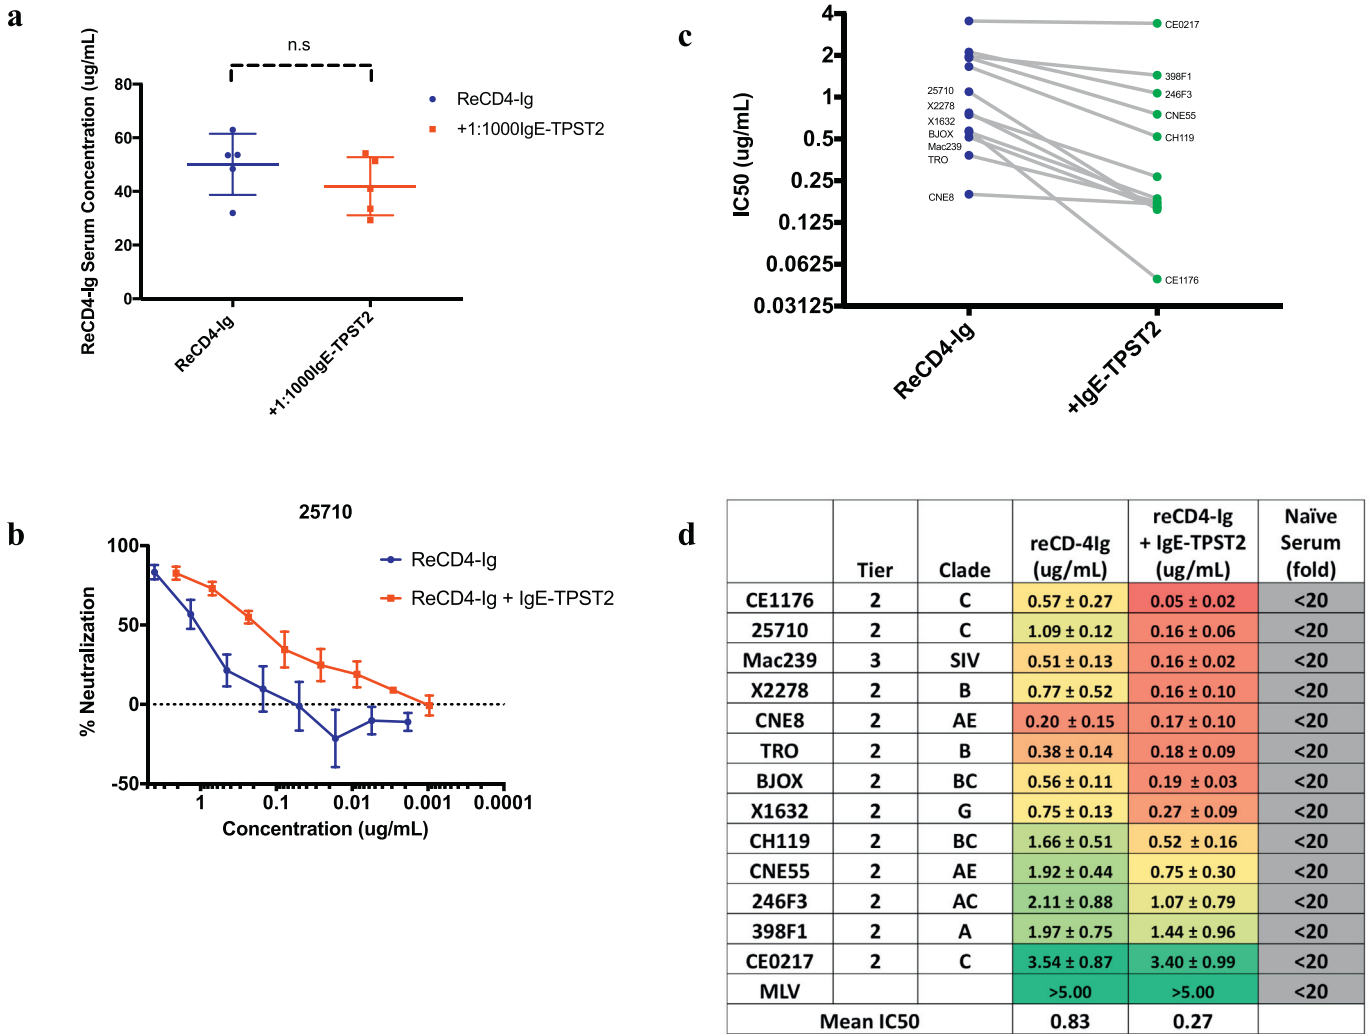 a
ReCD4-Ig Serum Concentration (ug/mL)
n.s
80
60
40
20
0
ReCD4-Ig
+1:1000IgE-TPST2
ReCD4-Ig
+1:1000IgE-TPST2
c
IC50 (ug/mL)
4
2
1
0.5
0.25
0.125
0.0625
0.03125
25710
X2278
X1632
BJOX
Mac239
TRO
CNE8
CE0217
398F1
246F3
CNE55
CH119
CE1176
ReCD4-Ig
+IgE-TPST2
b
25710
% Neutralization
100
50
0
-50
ReCD4-Ig
ReCD4-Ig + IgE-TPST2
1 0.1 0.01 0.001 0.0001
Concentration (ug/mL)
d
Tier Clade reCD-4Ig (ug/mL) reCD4-Ig + IgE-TPST2 (ug/mL) Naïve Serum (fold)
CE1176 2 C 0.57 ± 0.27 0.05 ± 0.02 <20
25710 2 C 1.09 ± 0.12 0.16 ± 0.06 <20
Mac239 3 SIV 0.51 ± 0.13 0.16 ± 0.02 <20
X2278 2 B 0.77 ± 0.52 0.16 ± 0.10 <20
CNE8 2 AE 0.20 ± 0.15 0.17 ± 0.10 <20
TRO 2 B 0.38 ± 0.14 0.18 ± 0.09 <20
BJOX 2 BC 0.56 ± 0.11 0.19 ± 0.03 <20
X1632 2 G 0.75 ± 0.13 0.27 ± 0.09 <20
CH119 2 BC 1.66 ± 0.51 0.52 ± 0.16 <20
CNE55 2 AE 1.92 ± 0.44 0.75 ± 0.30 <20
246F3 2 AC 2.11 ± 0.88 1.07 ± 0.79 <20
398F1 2 A 1.97 ± 0.75 1.44 ± 0.96 <20
CE0217 2 C 3.54 ± 0.87 3.40 ± 0.99 <20
MLV >5.00 >5.00 <20
Mean IC50 0.83 0.27